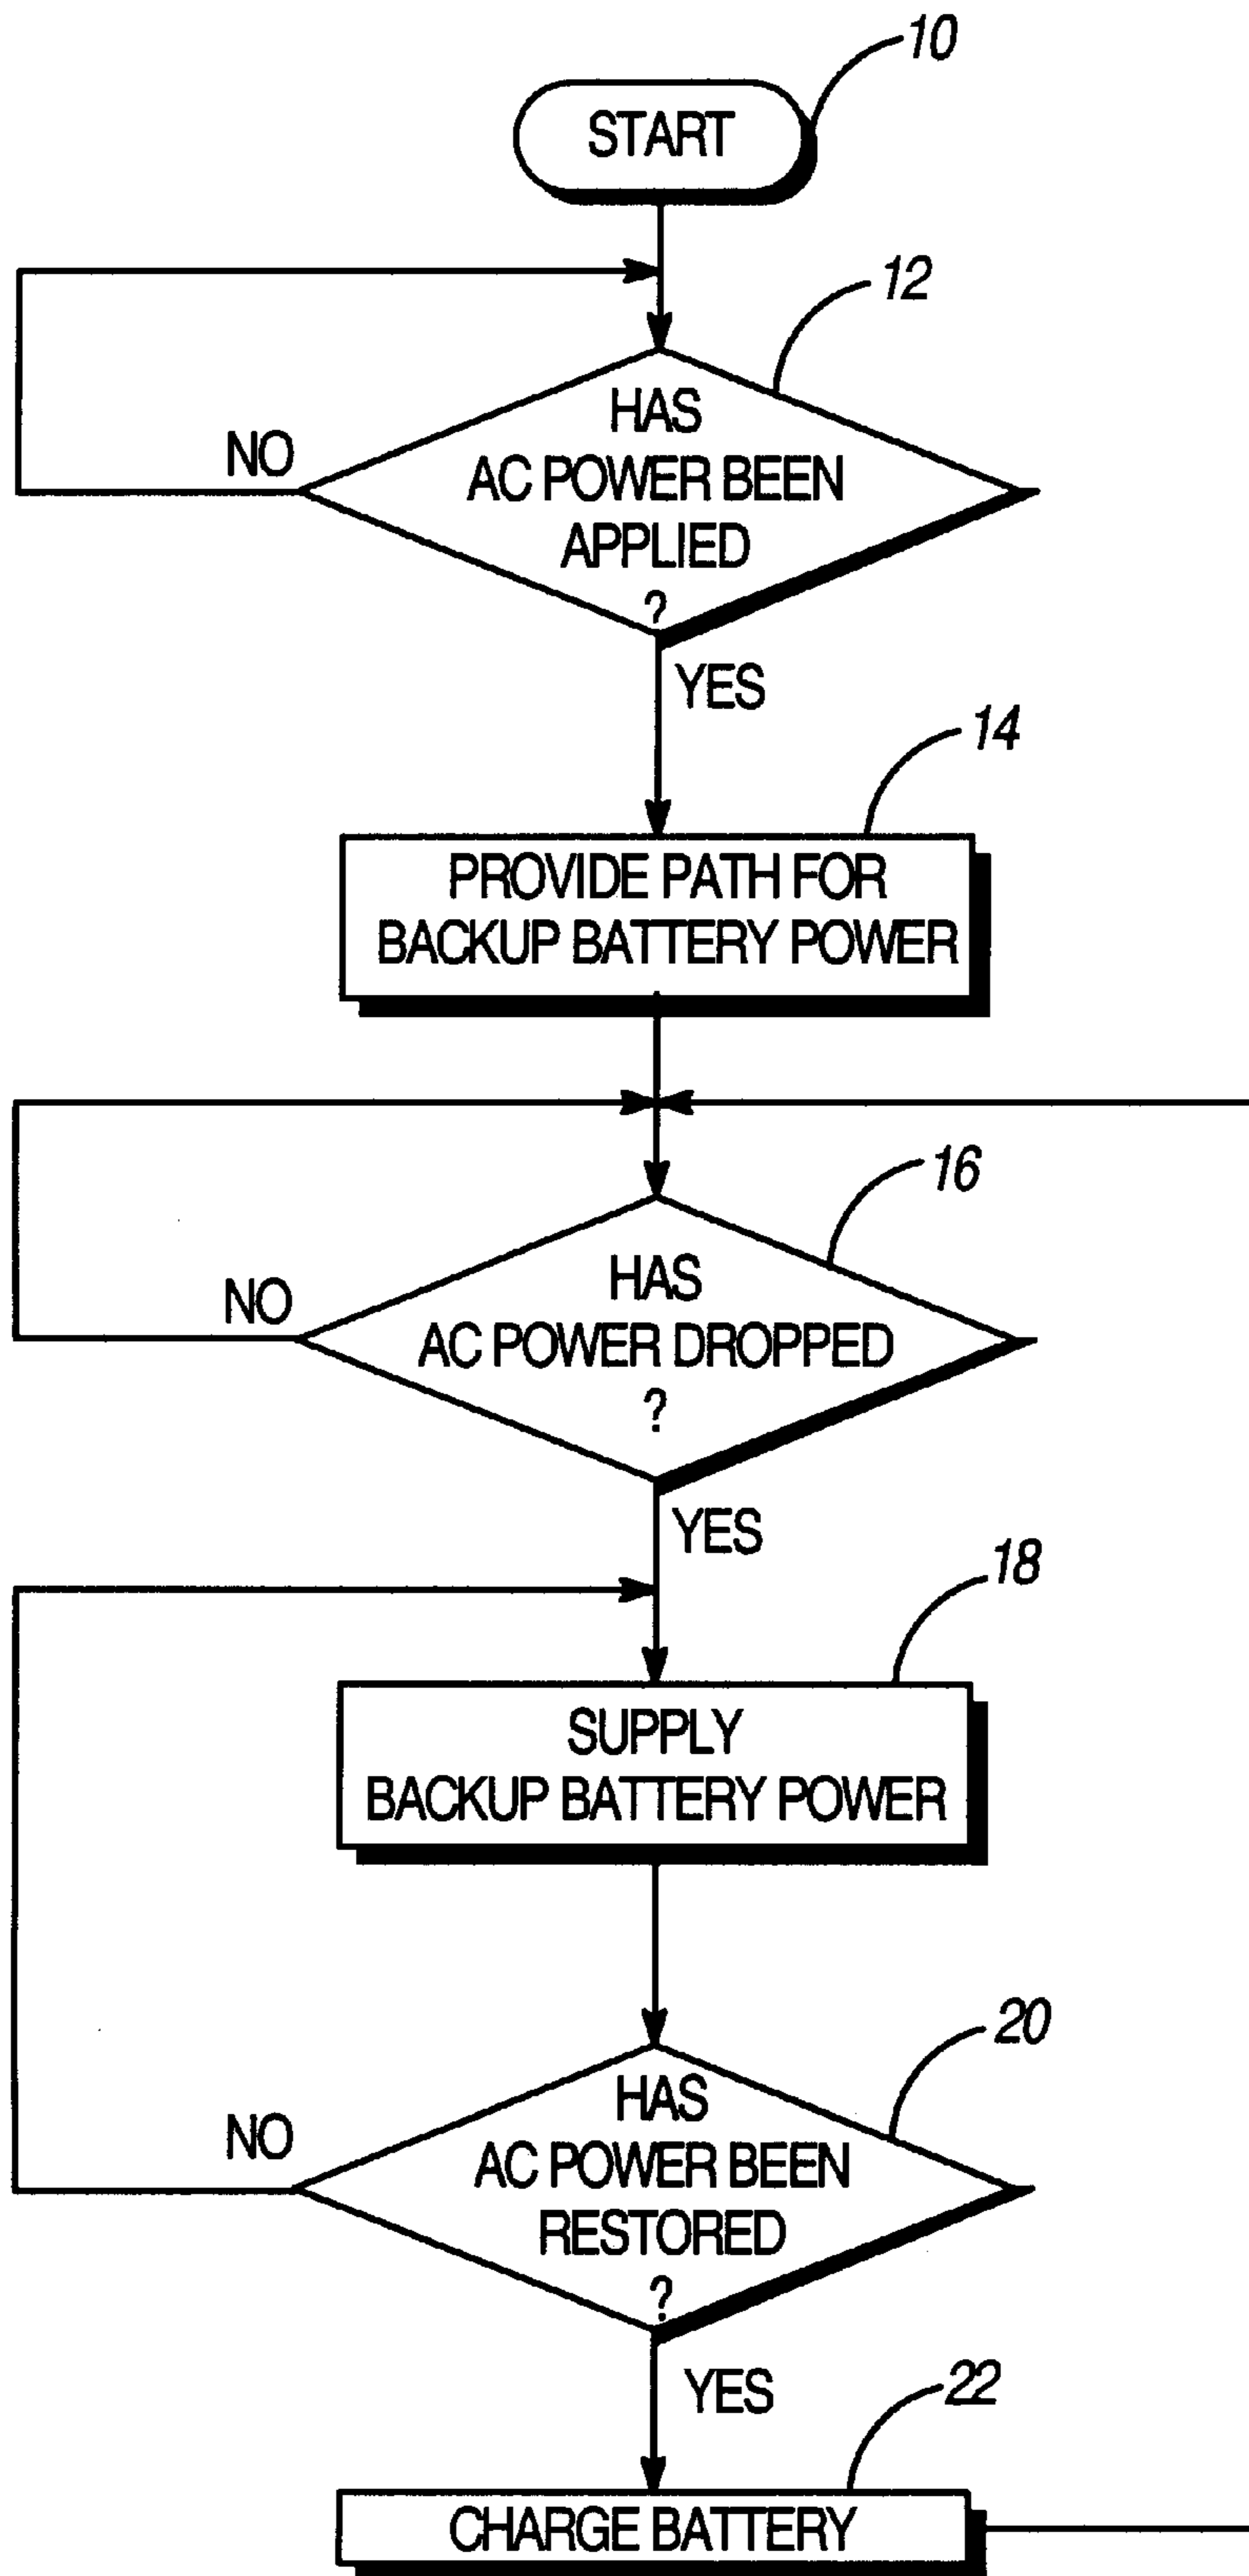 10
START
12
HAS
AC POWER BEEN
APPLIED
?
NO
YES
14
PROVIDE PATH FOR
BACKUP BATTERY POWER
16
HAS
AC POWER DROPPED
?
NO
YES
18
SUPPLY
BACKUP BATTERY POWER
20
HAS
AC POWER BEEN
RESTORED
?
NO
YES
22
CHARGE BATTERY